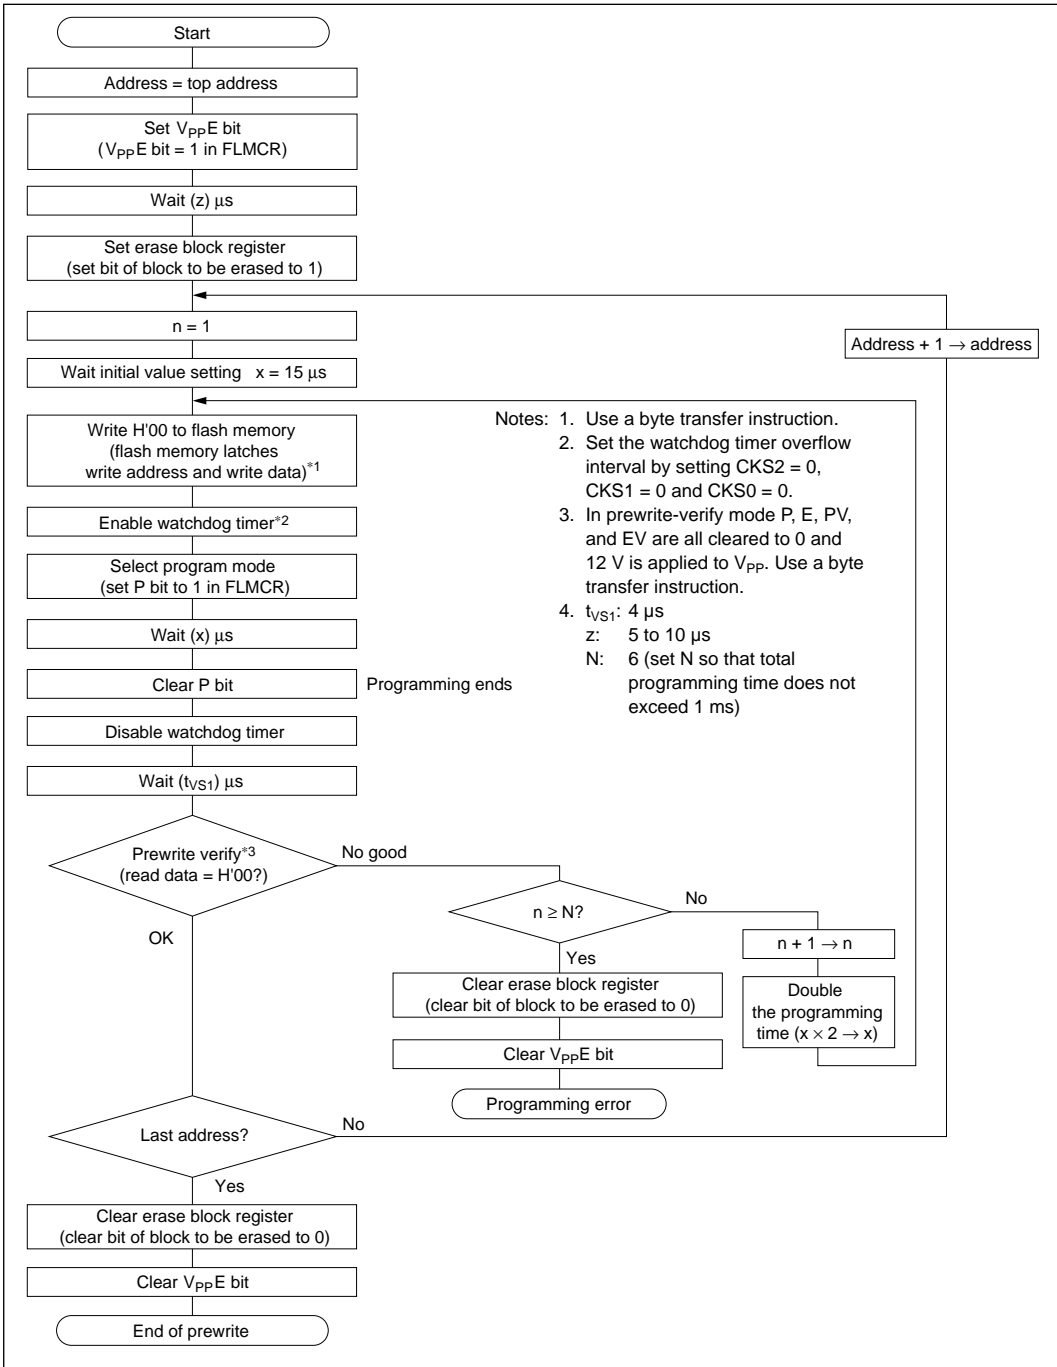 Start
Address = top address
Set VPPE bit
(VPPE bit = 1 in FLMCR)
Wait (z) μs
Set erase block register
(set bit of block to be erased to 1)
n = 1
Wait initial value setting x = 15 μs
Write H'00 to flash memory
(flash memory latches
write address and write data)*1
Enable watchdog timer*2
Select program mode
(set P bit to 1 in FLMCR)
Wait (x) μs
Clear P bit
Programming ends
Disable watchdog timer
Wait (tVS1) μs
Prewrite verify*3
(read data = H'00?)
No good
OK
n ≥ N?
No
Yes
n + 1 → n
Double
the programming
time (x × 2 → x)
Clear erase block register
(clear bit of block to be erased to 0)
Clear VPPE bit
Programming error
Last address?
No
Yes
Address + 1 → address
Clear erase block register
(clear bit of block to be erased to 0)
Clear VPPE bit
End of prewrite
Notes: 1. Use a byte transfer instruction.
2. Set the watchdog timer overflow
interval by setting CKS2 = 0,
CKS1 = 0 and CKS0 = 0.
3. In prewrite-verify mode P, E, PV,
and EV are all cleared to 0 and
12 V is applied to VPP. Use a byte
transfer instruction.
4. tVS1: 4 μs
z: 5 to 10 μs
N: 6 (set N so that total
programming time does not
exceed 1 ms)